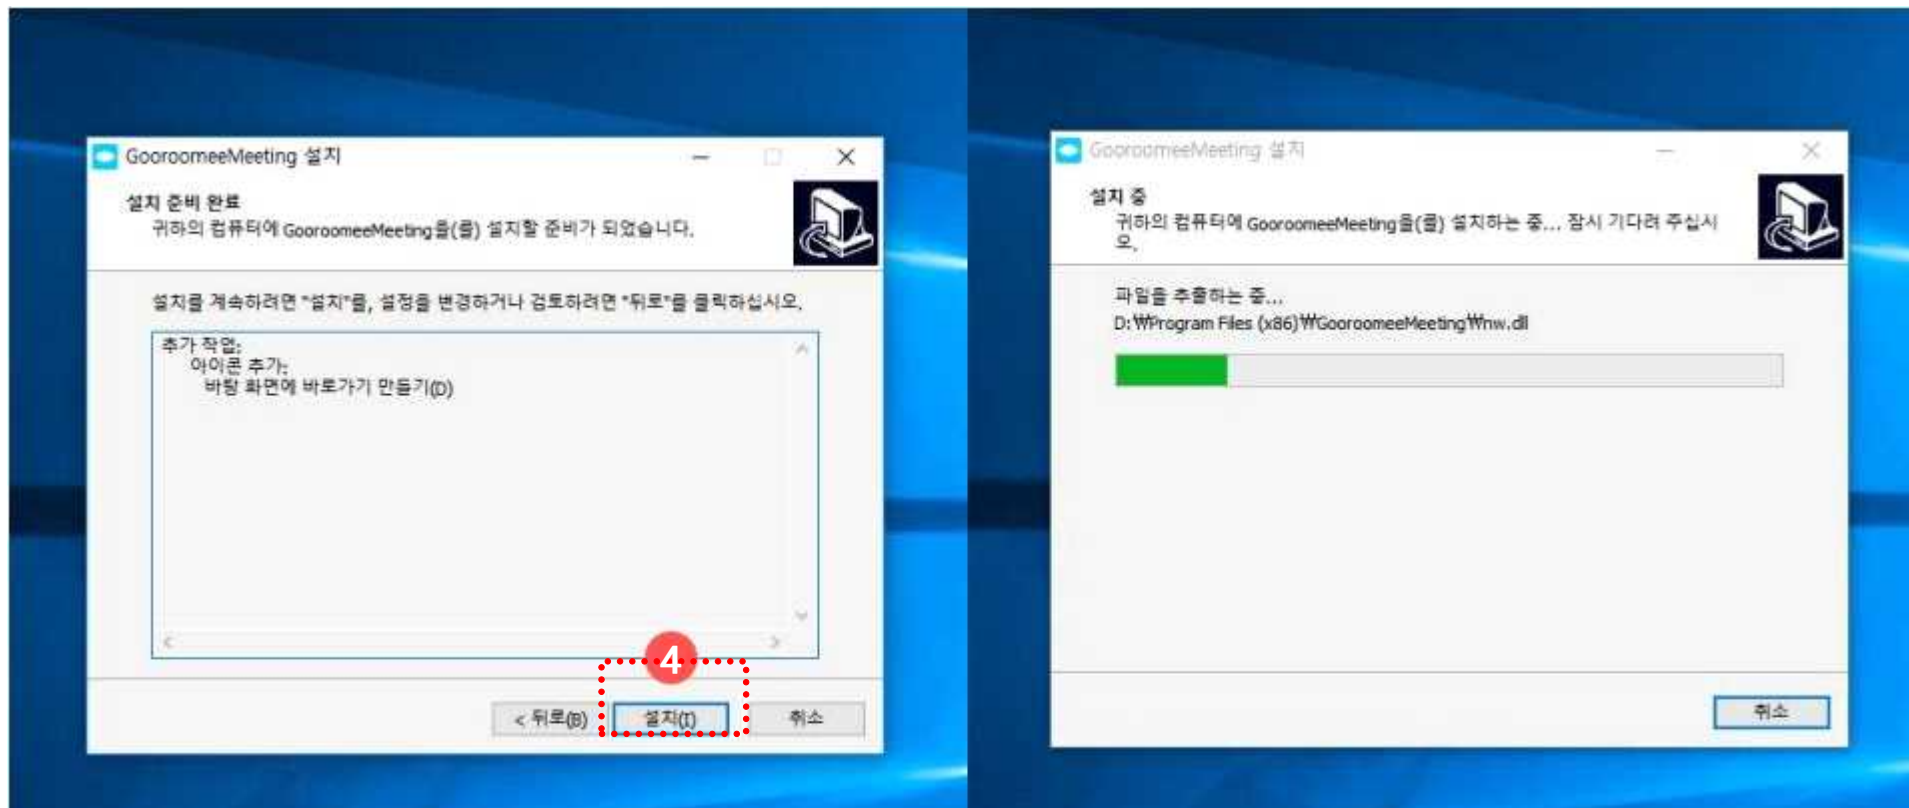 GooroomeeMeeting 설치
설치 준비 완료
귀하의 컴퓨터에 GooroomeeMeeting을(를) 설치할 준비가 되었습니다.
설치를 계속하려면 "설치"를, 설정을 변경하거나 검토하려면 "뒤로"를 클릭하십시오.
추가 작업:
아이콘 추가:
바탕 화면에 바로가기 만들기(D)
4
< 뒤로(B)
설치(I)
취소
GooroomeeMeeting 설치
설치 중
귀하의 컴퓨터에 GooroomeeMeeting을(를) 설치하는 중... 잠시 기다려 주십시
오.
파일을 추출하는 중...
D:₩Program Files (x86)₩GooroomeeMeeting₩nw.dll
취소